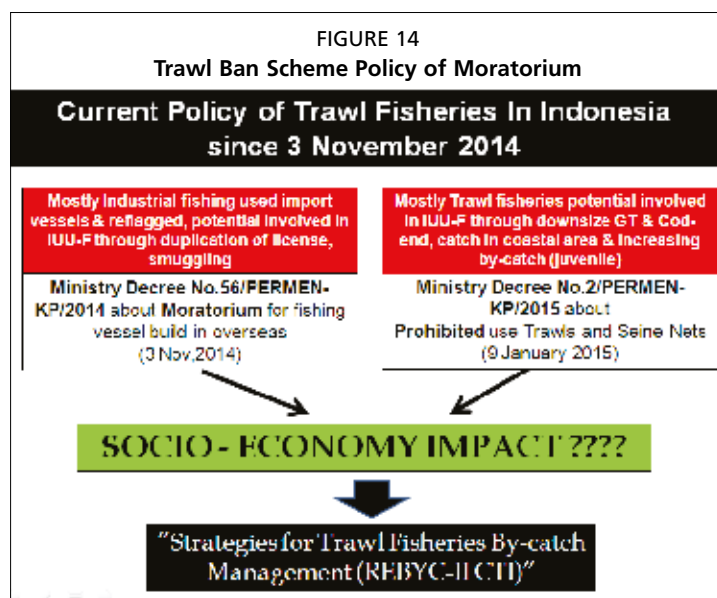 FIGURE 14
Trawl Ban Scheme Policy of Moratorium
Current Policy of Trawl Fisheries In Indonesia
since 3 November 2014
Mostly Industrial fishing used import
vessels & reflagged, potential involved in
IUU-F through duplication of license,
smuggling
Ministry Decree No.56/PERMEN-
KP/2014 about Moratorium for fishing
vessel build in overseas
(3 Nov,2014)
Mostly Trawl fisheries potential involved
in IUU-F through downsize GT & Cod-
end, catch in coastal area & increasing
by-catch (juvenile)
Ministry Decree No.2/PERMEN-
KP/2015 about
Prohibited use Trawls and Seine Nets
(9 January 2015)
SOCIO - ECONOMY IMPACT ????
"Strategies for Trawl Fisheries By-catch
Management (REBYC-II CTI)"